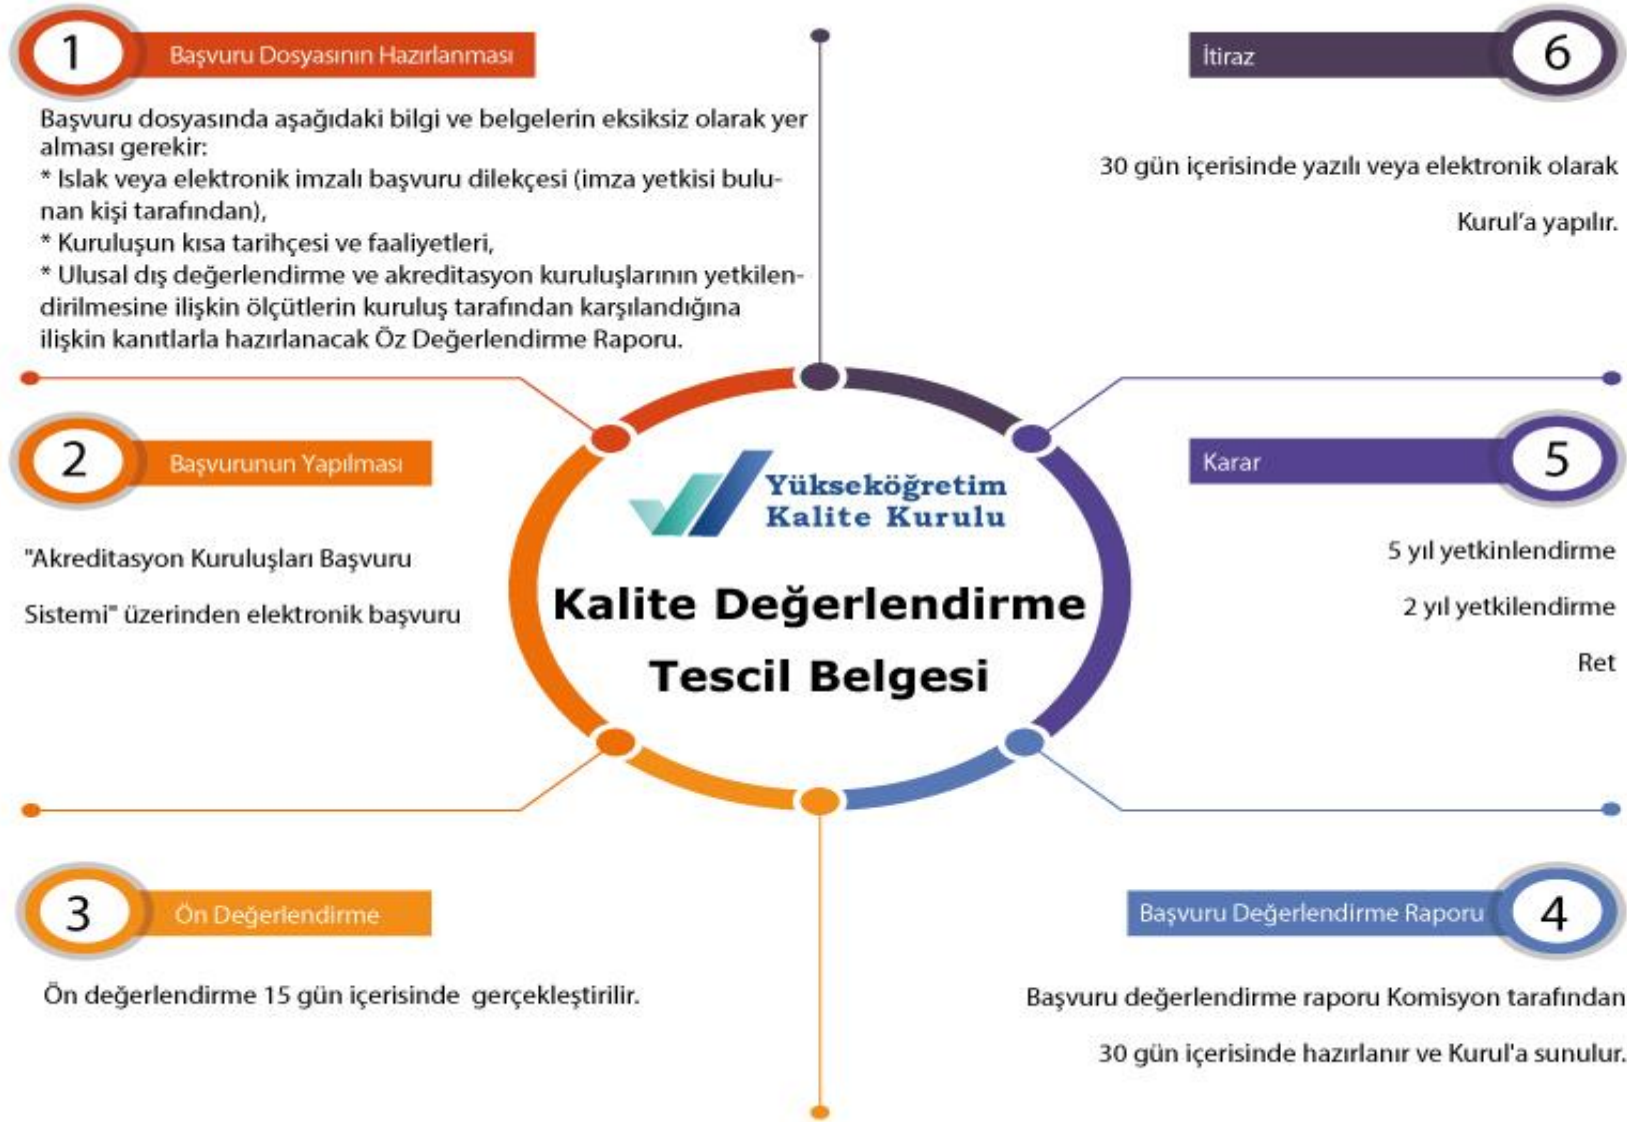 1
Başvuru Dosyasının Hazırlanması
Başvuru dosyasında aşağıdaki bilgi ve belgelerin eksiksiz olarak yer
alması gerekir:
* Islak veya elektronik imzalı başvuru dilekçesi (imza yetkisi bulu-
nan kişi tarafından),
* Kuruluşun kısa tarihçesi ve faaliyetleri,
* Ulusal dış değerlendirme ve akreditasyon kuruluşlarının yetkilen-
dirilmesine ilişkin ölçütlerin kuruluş tarafından karşılandığına
ilişkin kanıtlarla hazırlanacak Öz Değerlendirme Raporu.
2
Başvurunun Yapılması
"Akreditasyon Kuruluşları Başvuru
Sistemi" üzerinden elektronik başvuru
3
Ön Değerlendirme
Ön değerlendirme 15 gün içerisinde gerçekleştirilir.
Yükseköğretim
Kalite Kurulu
Kalite Değerlendirme
Tescil Belgesi
Başvuru Değerlendirme Raporu
4
Başvuru değerlendirme raporu Komisyon tarafından
30 gün içerisinde hazırlanır ve Kurul'a sunulur.
Karar
5
5 yıl yetkinlendirme
2 yıl yetkilendirme
Ret
İtiraz
6
30 gün içerisinde yazılı veya elektronik olarak
Kurul'a yapılır.